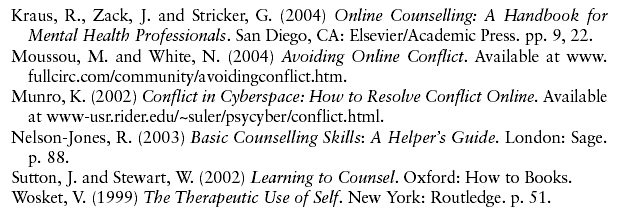 Kraus, R., Zack, J. and Stricker, G. (2004) Online Counselling: A Handbook for
Mental Health Professionals. San Diego, CA: Elsevier/Academic Press. pp. 9, 22.
Moussou, M. and White, N. (2004) Avoiding Online Conflict. Available at www.
fullcirc.com/community/avoidingconflict.htm.
Munro, K. (2002) Conflict in Cyberspace: How to Resolve Conflict Online. Available
at www-usr.rider.edu/~suler/psycyber/conflict.html.
Nelson-Jones, R. (2003) Basic Counselling Skills: A Helper's Guide. London: Sage.
p. 88.
Sutton, J. and Stewart, W. (2002) Learning to Counsel. Oxford: How to Books.
Wosket, V. (1999) The Therapeutic Use of Self. New York: Routledge. p. 51.